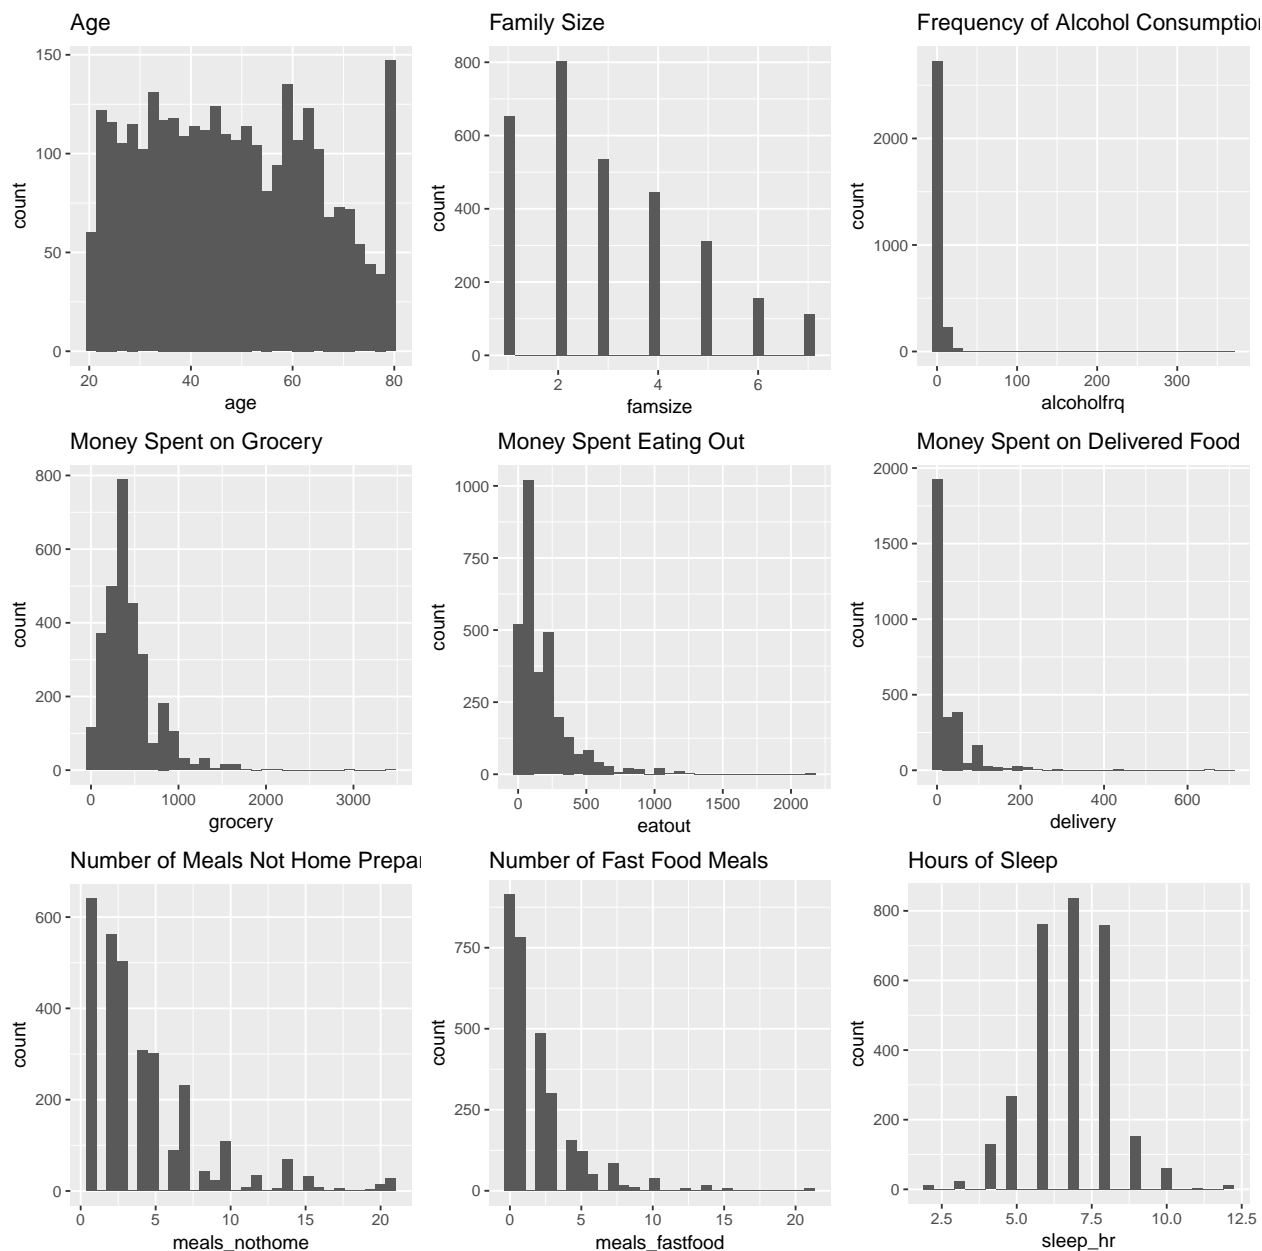 Age
150
100
50
0
count
20 40 60 80
age
Family Size
800
600
400
200
0
count
2 4 6
famsize
Frequency of Alcohol Consumption
2000
1000
0
count
0 100 200 300
alcoholfrq
Money Spent on Grocery
800
600
400
200
0
count
0 1000 2000 3000
grocery
Money Spent Eating Out
1000
750
500
250
0
count
0 500 1000 1500 2000
eatout
Money Spent on Delivered Food
2000
1500
1000
500
0
count
0 200 400 600
delivery
Number of Meals Not Home Prepar
600
400
200
0
count
0 5 10 15 20
meals_nothome
Number of Fast Food Meals
750
500
250
0
count
0 5 10 15 20
meals_fastfood
Hours of Sleep
800
600
400
200
0
count
2.5 5.0 7.5 10.0 12.5
sleep_hr